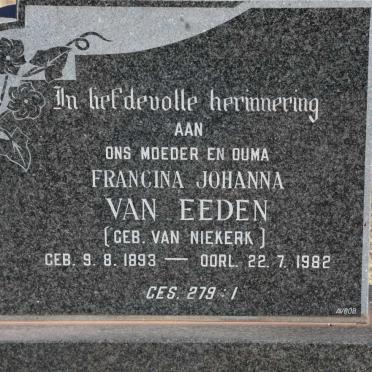 In liefdevolle herinnering
AAN
ONS MOEDER EN OUMA
FRANCINA JOHANNA
VAN EEDEN
(GEB. VAN NIEKERK)
GEB. 9. 8. 1893 — OORL. 22. 7. 1982
GES. 279 : 1
AVBOB